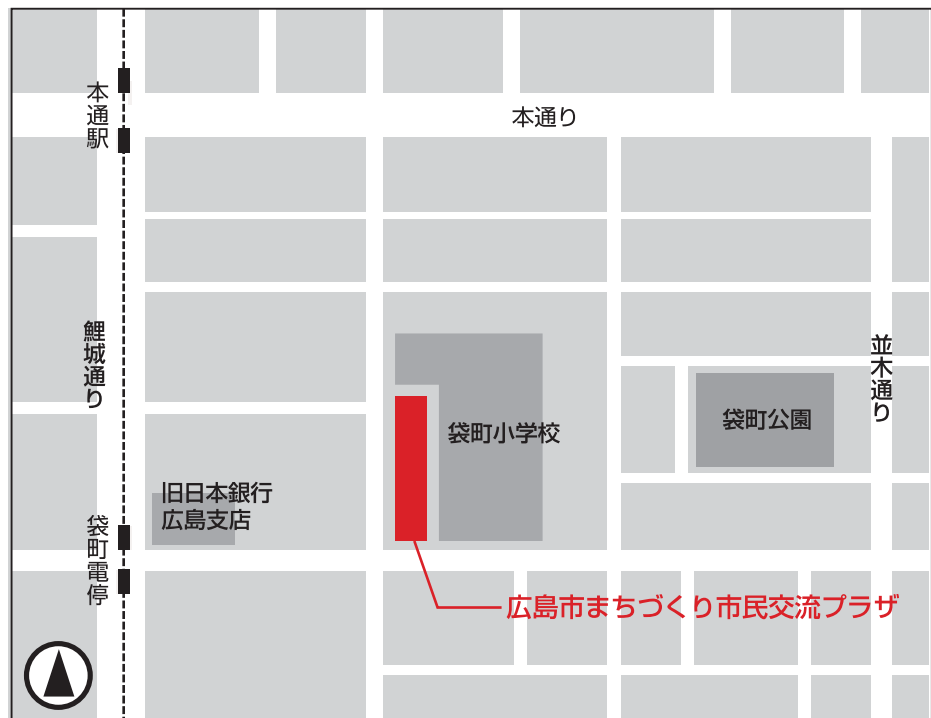 本通駅
本通り
鯉城通り
並木通り
袋町公園
袋町小学校
旧日本銀行
広島支店
袋町電停
広島市まちづくり市民交流プラザ